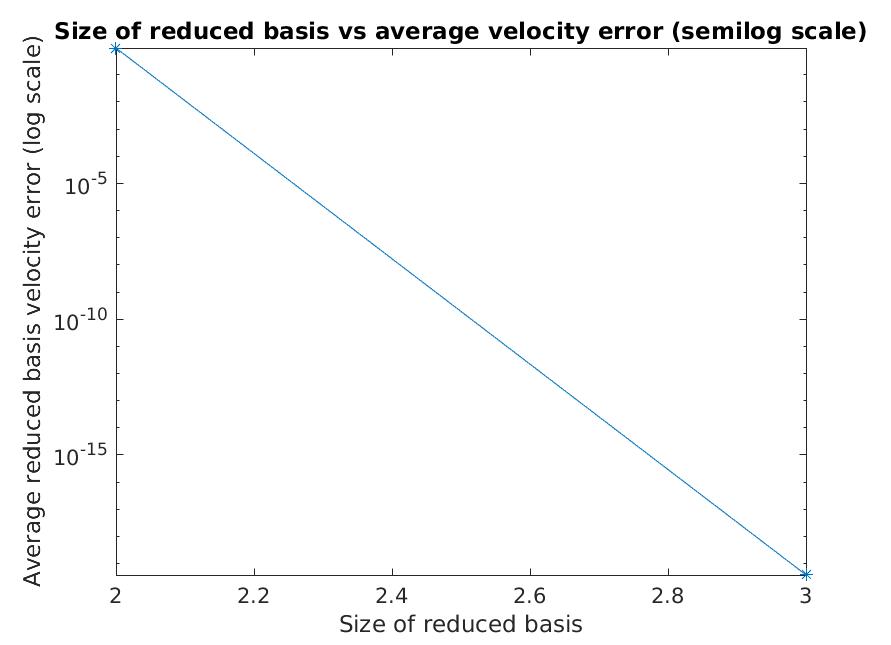 Size of reduced basis vs average velocity error (semilog scale)
Average reduced basis velocity error (log scale)
10^-5
10^-10
10^-15
2 2.2 2.4 2.6 2.8 3
Size of reduced basis